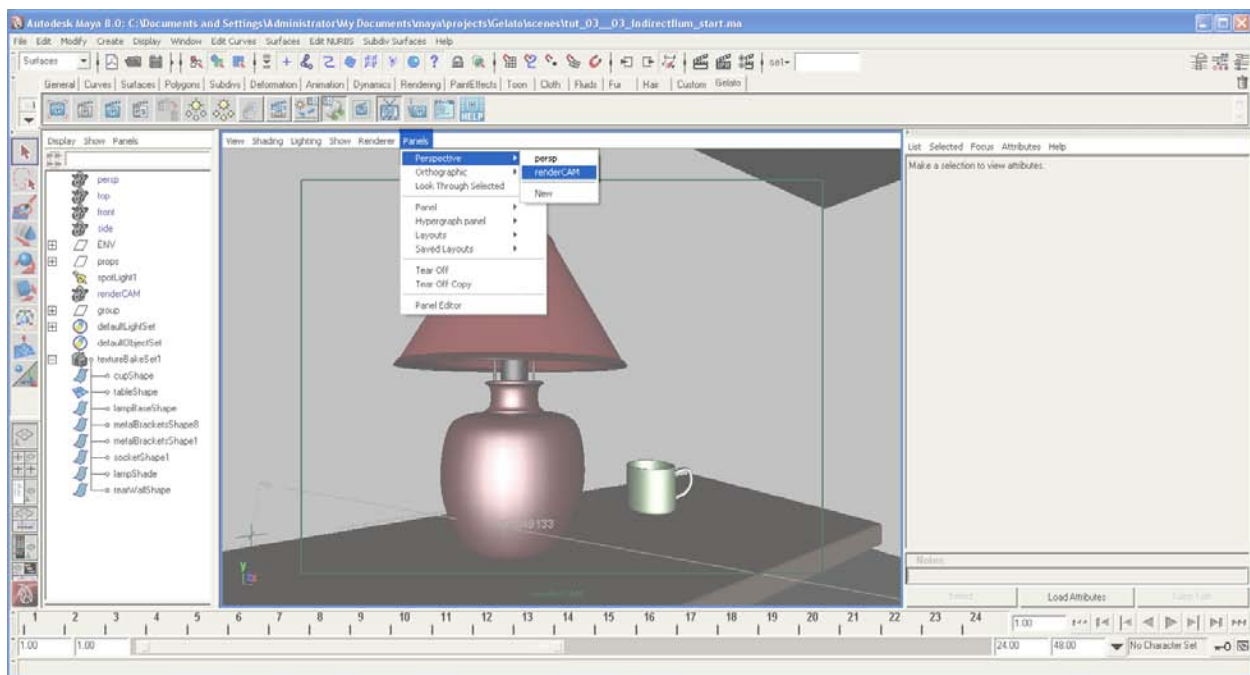 Autodesk Maya 8.0: C:\Documents and Settings\Administrator\My Documents\maya\projects\Gelato\scenes\tut_03__03_IndirectIlum_start.ma
File Edit Modify Create Display Window Edit Curves Surfaces Edit NURBS Subdiv Surfaces Help
Surfaces
sel-
General Curves Surfaces Polygons Subdivs Deformation Animation Dynamics Rendering PaintEffects Toon Cloth Fluids Fur Hair Custom Gelato
HELP
Display Show Panels
View Shading Lighting Show Renderer Panels
List Selected Focus Attributes Help
Make a selection to view attributes.
Perspective
Orthographic
Look Through Selected
Panel
Hypergraph panel
Layouts
Saved Layouts
Tear Off
Tear Off Copy
Panel Editor
persp
renderCAM
New
persp
top
front
side
ENV
props
spotLight1
renderCAM
group
defaultLightSet
defaultObjectSet
textureBakeSet1
cupShape
tableShape
lampBaseShape
metalBracketsShape8
metalBracketsShape1
socketShape1
lampShade
rearWallShape
y
Notes:
Select Load Attributes Copy Tab
1 2 3 4 5 6 7 8 9 10 11 12 13 14 15 16 17 18 19 20 21 22 23 24
1.00
1.00 1.00 24.00 48.00 No Character Set